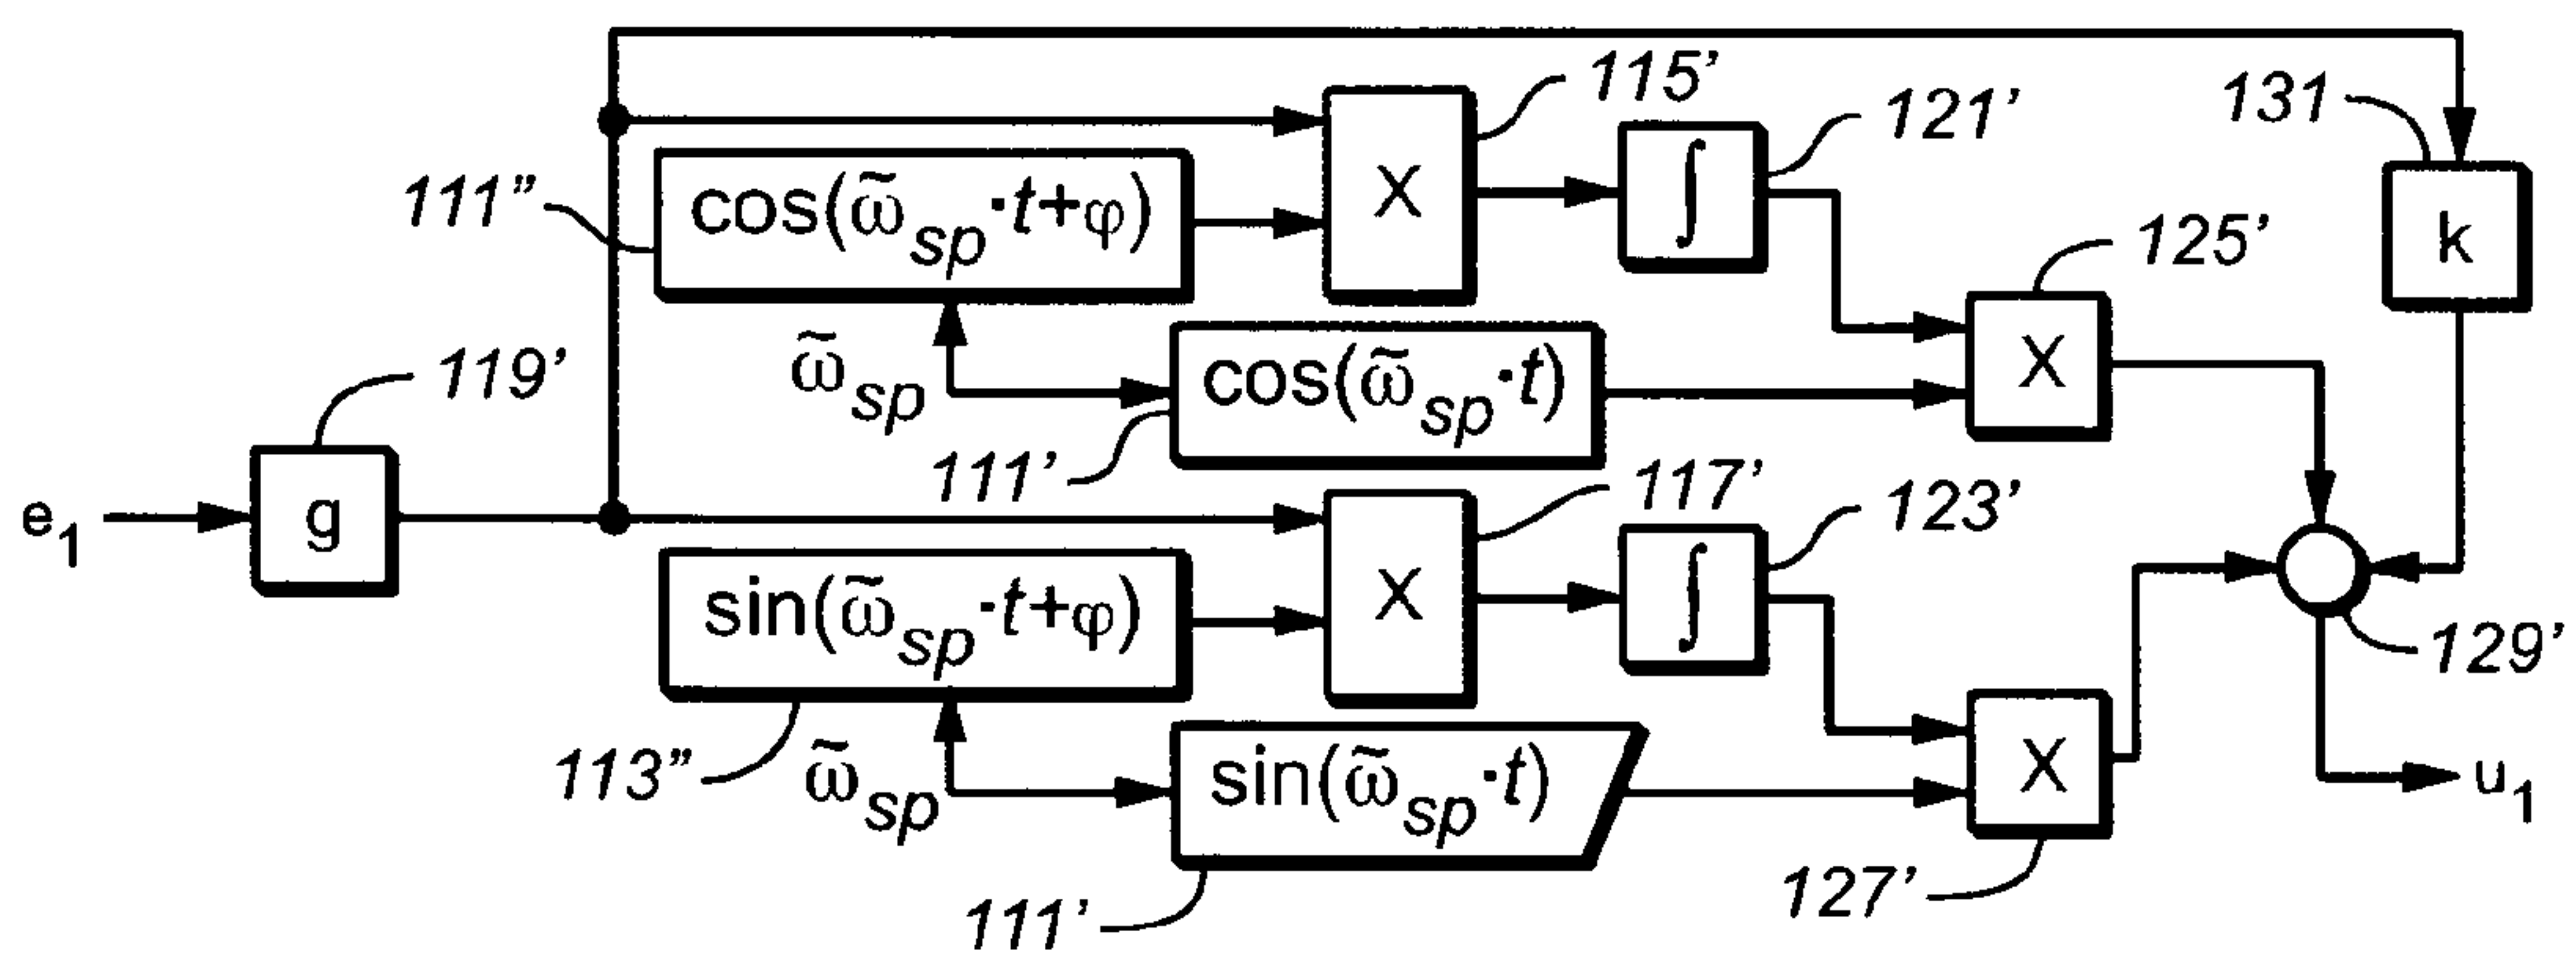 115’
121’
131
111”
cos(ω̃sp·t+φ)
X
∫
125’
k
ω̃sp
cos(ω̃sp·t)
X
119’
111’
117’
123’
e1
g
sin(ω̃sp·t+φ)
X
∫
129’
113”
ω̃sp
sin(ω̃sp·t)
X
u1
111’
127’